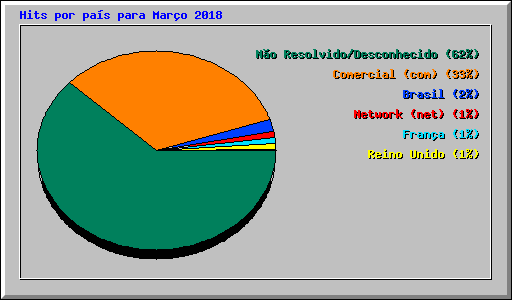 Hits por país para Março 2018
Não Resolvido/Desconhecido (62%)
Comercial (com) (33%)
Brasil (2%)
Network (net) (1%)
França (1%)
Reino Unido (1%)